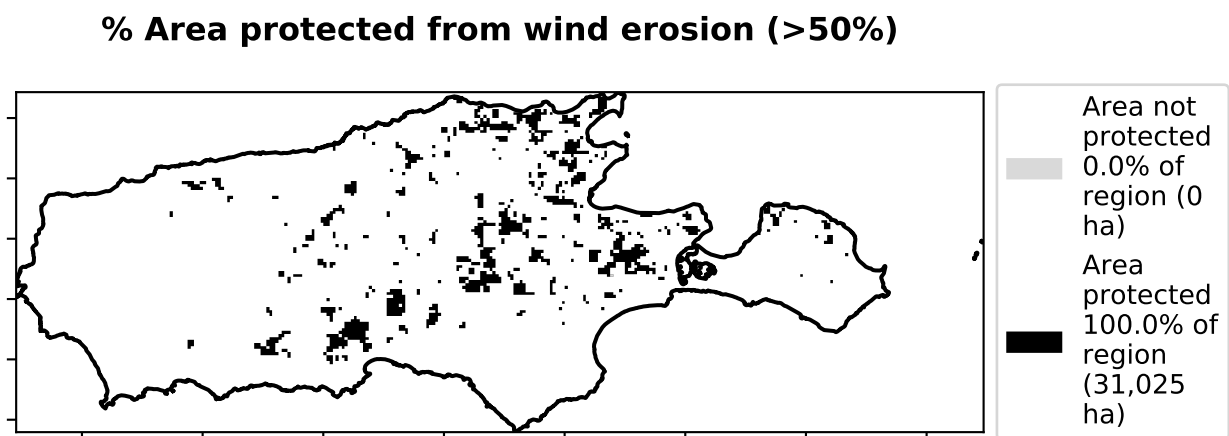 % Area protected from wind erosion (>50%)
Area not
protected
0.0% of
region (0
ha)
Area
protected
100.0% of
region
(31,025
ha)